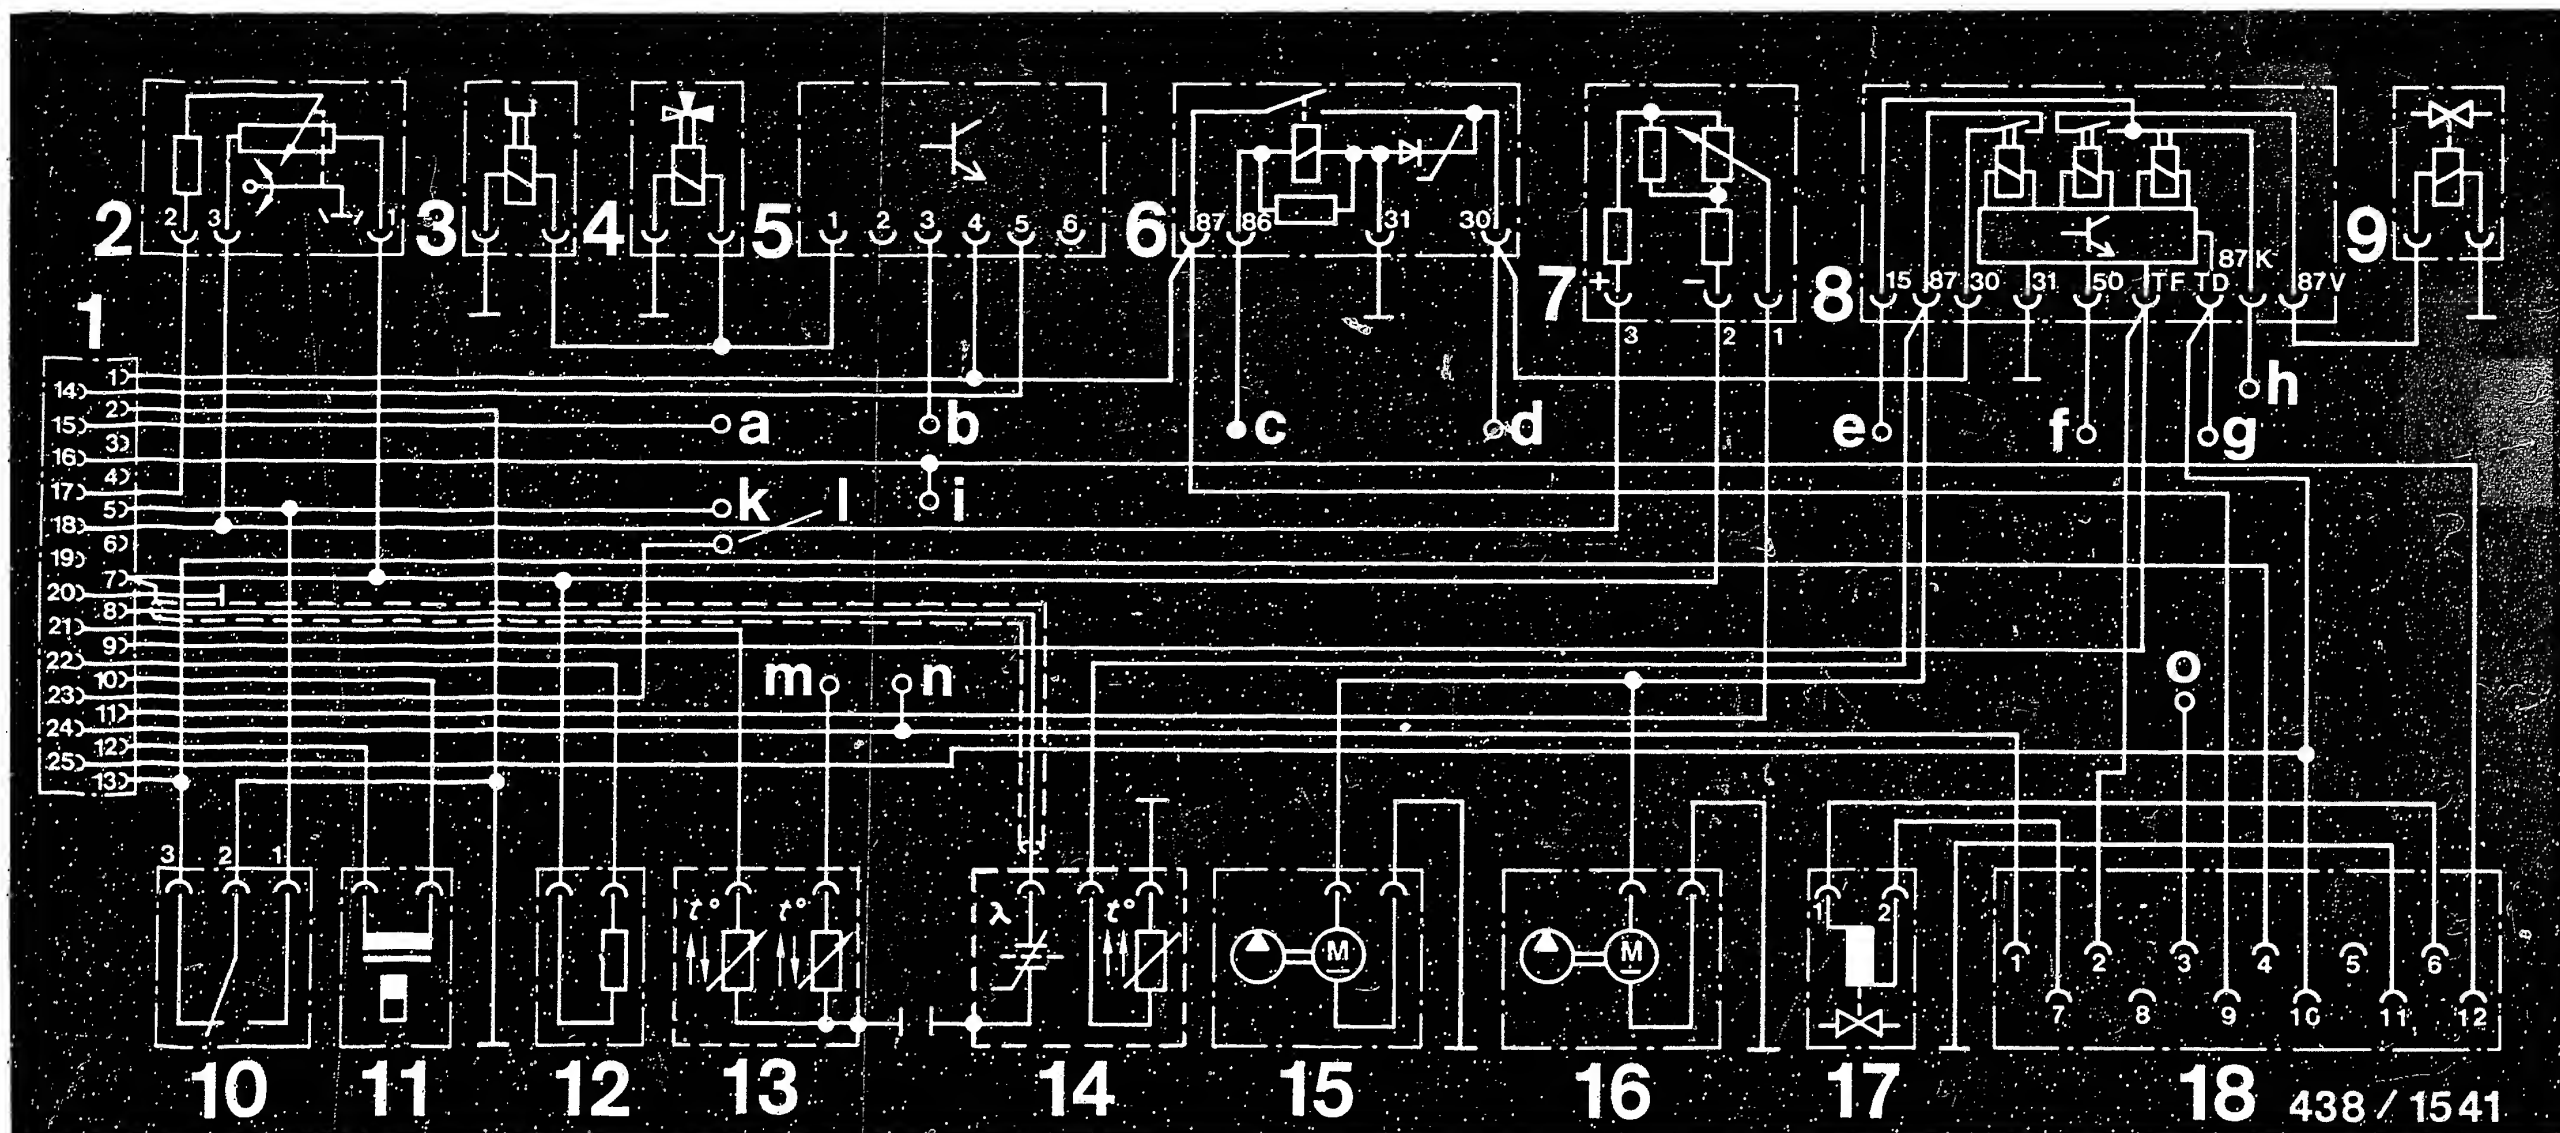 2 3 1
1 2 3 4 5 6
87 86 31 30
+ −
3 2 1
15 87 30 31 50 TF TD 87K 87V
2 3 4 5 6 7 8 9
1
1
14
2
15
3
16
4
17
5
18
6
19
7
20
8
21
9
22
10
23
11
24
12
25
13
a b c d e f g h
k l i
m n o
3 2 1
t° t°
λ t°
M
M
1 2
1 2 3 4 5 6
7 8 9 10 11 12
10 11 12 13 14 15 16 17 18
438 / 1541